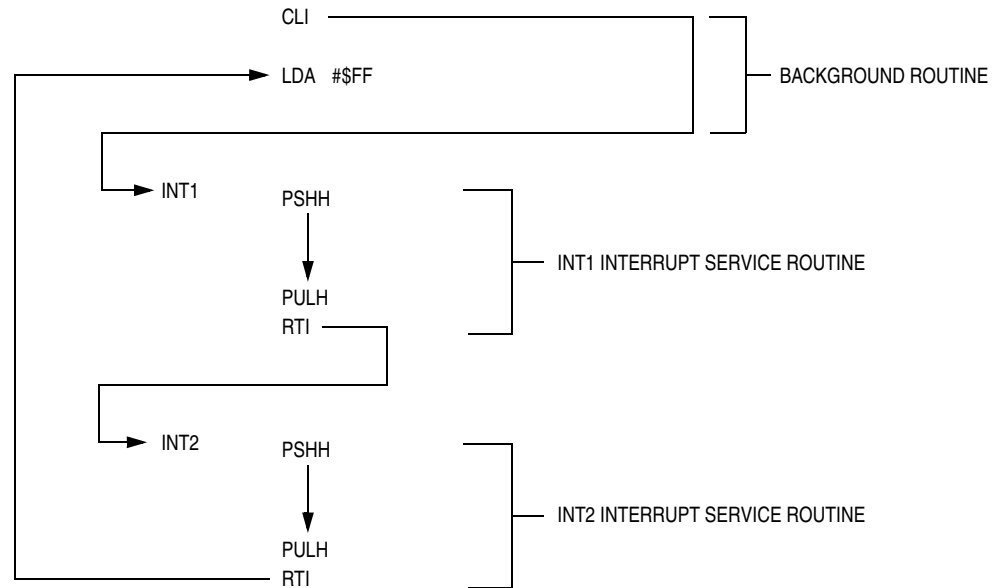 CLI
LDA #$FF
BACKGROUND ROUTINE
INT1
PSHH
INT1 INTERRUPT SERVICE ROUTINE
PULH
RTI
INT2
PSHH
INT2 INTERRUPT SERVICE ROUTINE
PULH
RTI